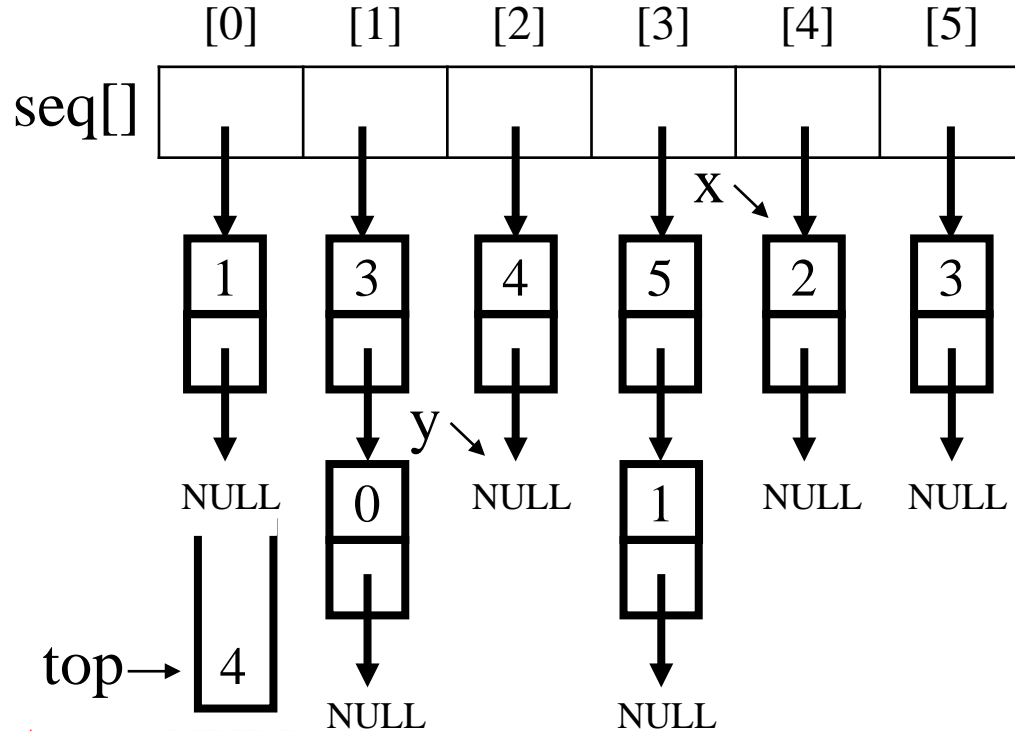 [0] [1] [2] [3] [4] [5]
seq[]
x
1 3 4 5 2 3
y
NULL 0 NULL 1 NULL NULL
top 4
NULL NULL